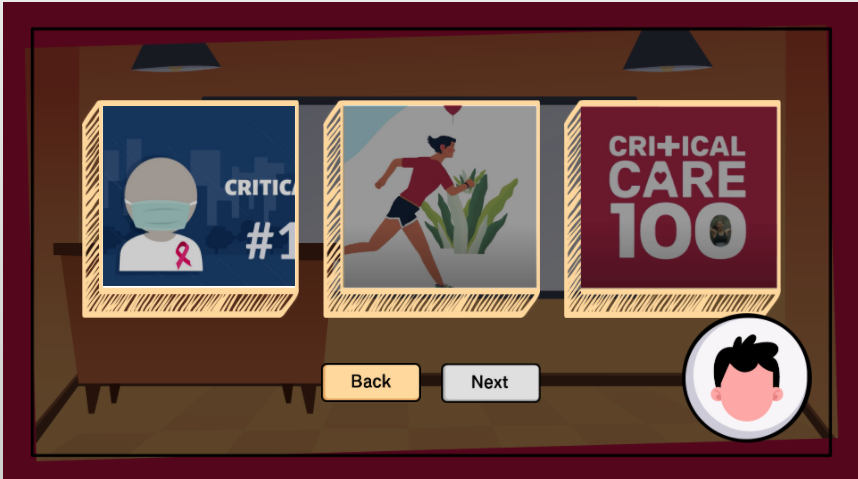 CRITICA
#1
CRITICAL
CARE
100
Back
Next